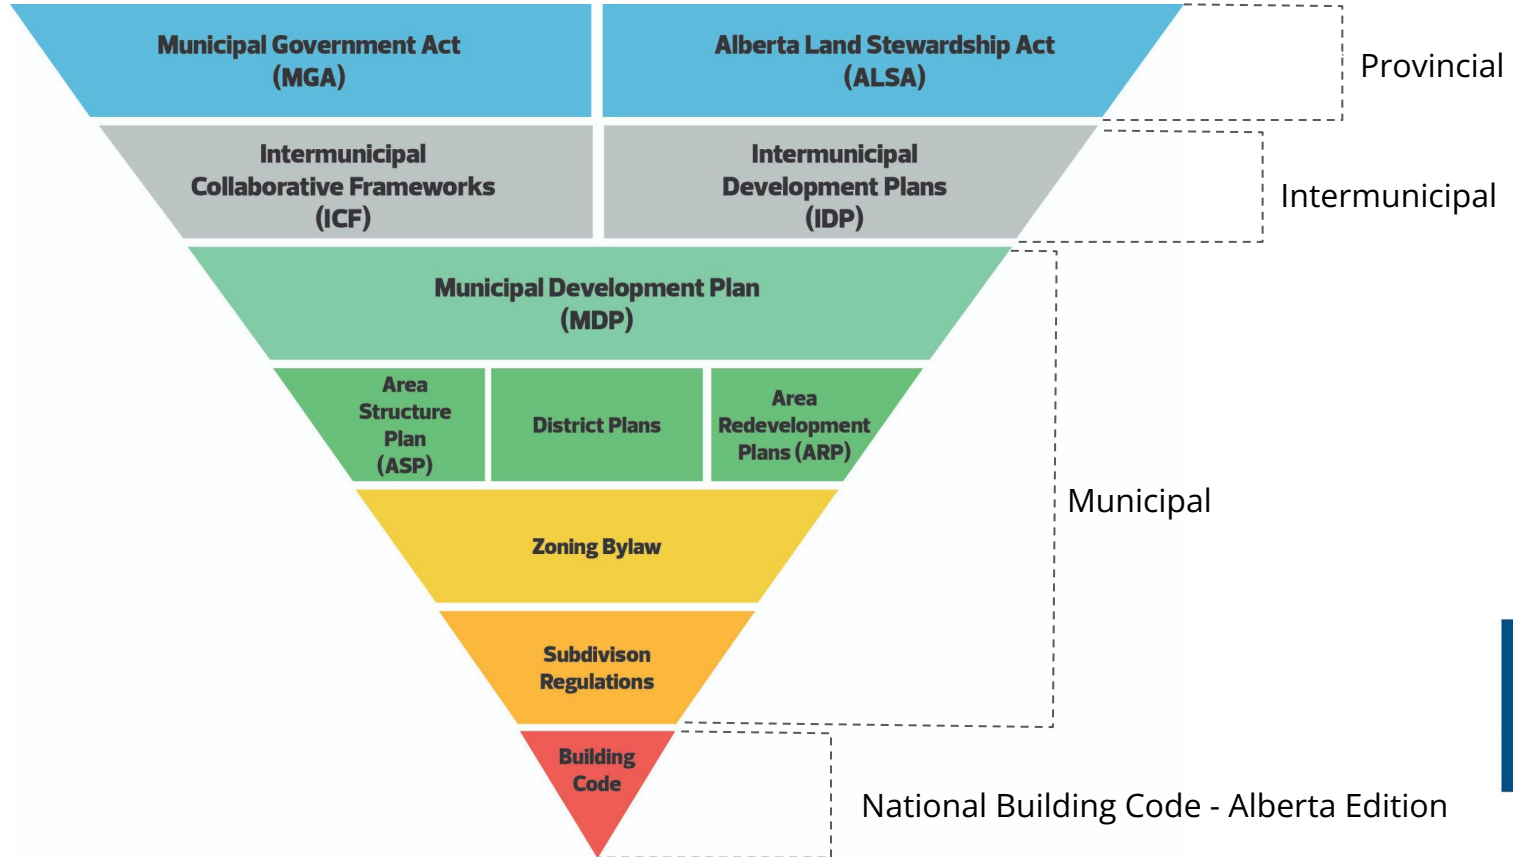 Municipal Government Act
(MGA)
Alberta Land Stewardship Act
(ALSA)
Provincial
Intermunicipal
Collaborative Frameworks
(ICF)
Intermunicipal
Development Plans
(IDP)
Intermunicipal
Municipal Development Plan
(MDP)
Area
Structure
Plan
(ASP)
District Plans
Area
Redevelopment
Plans (ARP)
Municipal
Zoning Bylaw
Subdivison
Regulations
Building
Code
National Building Code - Alberta Edition